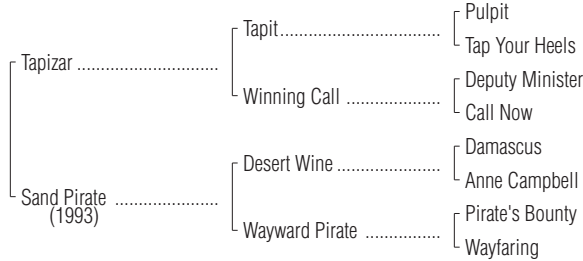 Pulpit
Tapit
Tap Your Heels
Tapizar
Deputy Minister
Winning Call
Call Now
Damascus
Desert Wine
Anne Campbell
Sand Pirate
(1993)
Pirate's Bounty
Wayward Pirate
Wayfaring